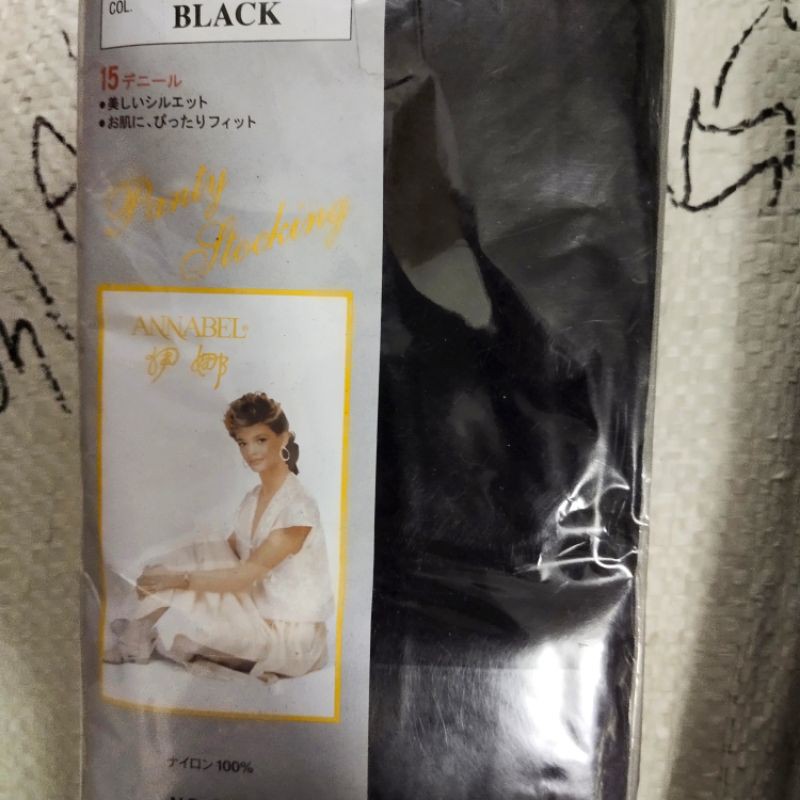 COL.
BLACK
15デニール
•美しいシルエット
•お肌に、ぴったりフィット
Panty
Stocking
ANNABEL®
伊娜
ナイロン100%